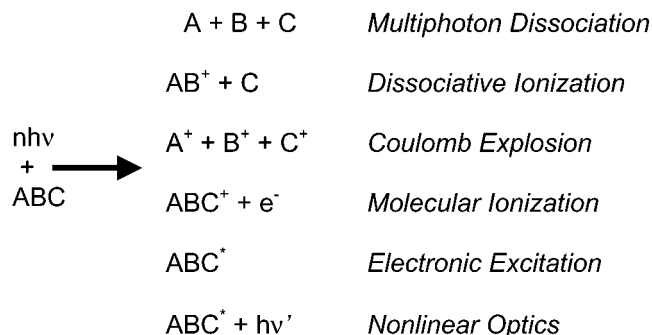 A + B + C Multiphoton Dissociation
AB⁺ + C Dissociative Ionization
nhν
+
ABC
A⁺ + B⁺ + C⁺ Coulomb Explosion
ABC⁺ + e⁻ Molecular Ionization
ABC* Electronic Excitation
ABC* + hν′ Nonlinear Optics